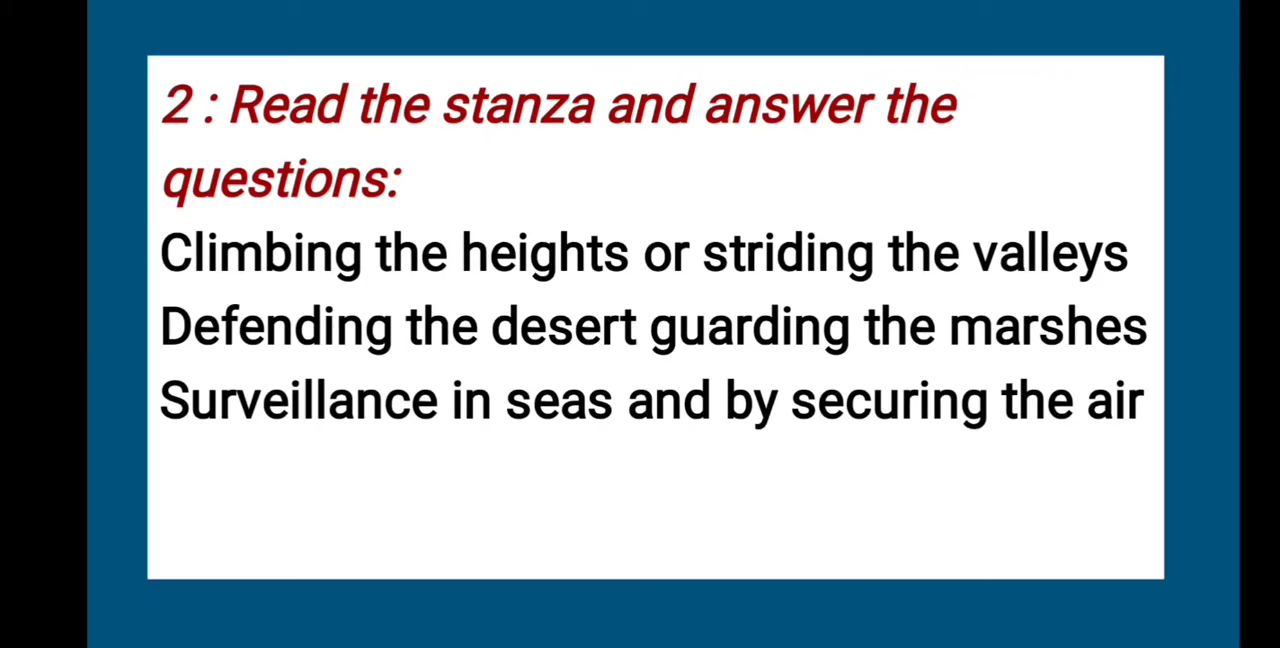 2 : Read the stanza and answer the
questions:
Climbing the heights or striding the valleys
Defending the desert guarding the marshes
Surveillance in seas and by securing the air